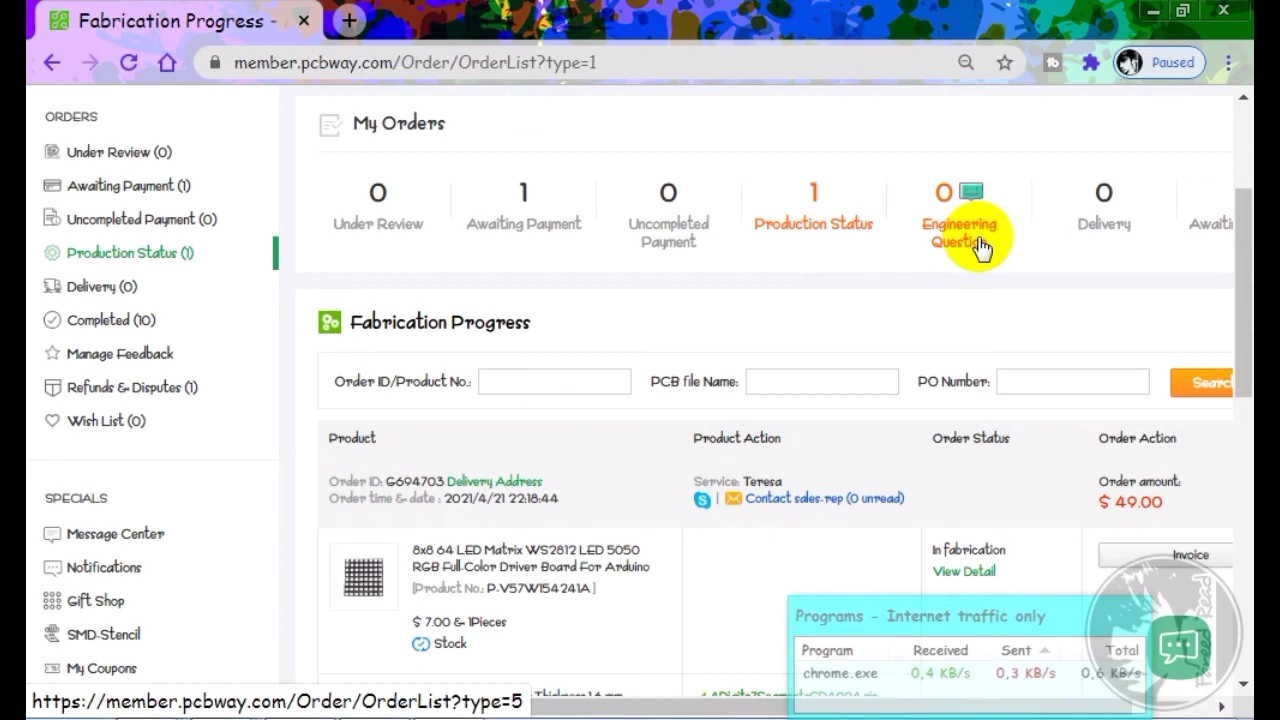 Fabrication Progress -
member.pcbway.com/Order/OrderList?type=1
Paused
ORDERS
Under Review (0)
Awaiting Payment (1)
Uncompleted Payment (0)
Production Status (1)
Delivery (0)
Completed (10)
Manage Feedback
Refunds & Disputes (1)
Wish List (0)
SPECIALS
Message Center
Notifications
Gift Shop
SMD-Stencil
My Coupons
My Orders
0 1 0 1 0 0
Under Review Awaiting Payment Uncompleted Payment Production Status Engineering Question Delivery Awaiti
Fabrication Progress
Order ID/Product No.: PCB file Name: PO Number: Search
Product Product Action Order Status Order Action
Order ID: G694703 Delivery Address Service: Teresa Order amount:
Order time & date : 2021/4/21 22:18:44 Contact sales-rep (0 unread) $ 49.00
8x8 64 LED Matrix WS2812 LED 5050 In fabrication Invoice
RGB Full-Color Driver Board For Arduino View Detail
[Product No.: P-V57W154241A]
$ 7.00 & 1Pieces
Stock
Programs - Internet traffic only
Program Received Sent Total
chrome.exe 0,4 KB/s 0,3 KB/s 0,6 KB/s
https://member.pcbway.com/Order/OrderList?type=5